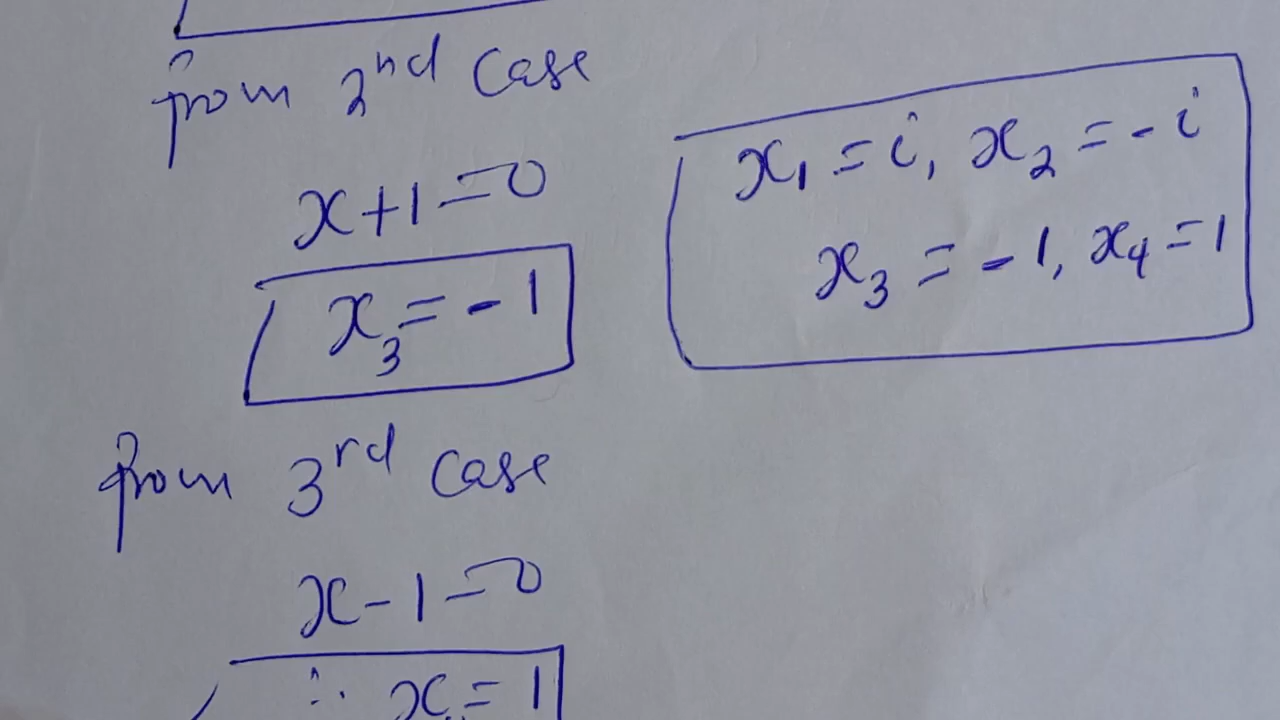 from 2nd Case
x+1=0
x3=-1
x1=i, x2=-i
x3=-1, x4=1
from 3rd Case
x-1=0
∴ x=1